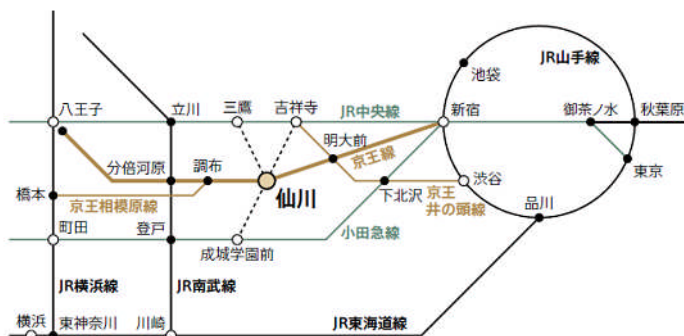 JR山手線
池袋
八王子
立川
三鷹
吉祥寺
JR中央線
新宿
御茶ノ水
秋葉原
明大前
京王線
分倍河原
調布
東京
橋本
京王相模原線
仙川
下北沢
京王
井の頭線
渋谷
品川
町田
登戸
成城学園前
小田急線
JR横浜線
JR南武線
横浜
東神奈川
川崎
JR東海道線